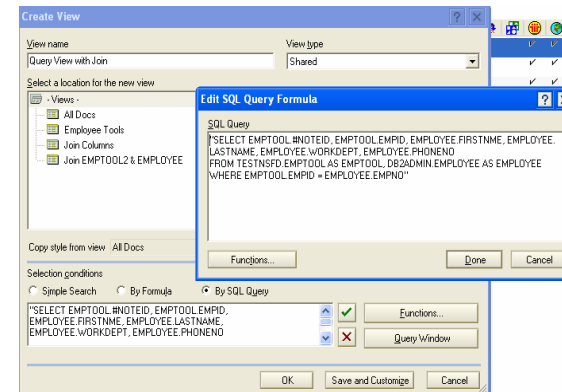 Create View
View name
View type
Query View with Join
Shared
Select a location for the new view
- Views -
All Docs
Employee Tools
Join Columns
Join EMPTOOL2 & EMPLOYEE
Edit SQL Query Formula
SQL Query
"SELECT EMPTOOL.#NOTEID, EMPTOOL.EMPID, EMPLOYEE.FIRSTNME, EMPLOYEE.
LASTNAME, EMPLOYEE.WORKDEPT, EMPLOYEE.PHONENO
FROM TESTNSFD.EMPTOOL AS EMPTOOL, DB2ADMIN.EMPLOYEE AS EMPLOYEE
WHERE EMPTOOL.EMPID = EMPLOYEE.EMPNO"
Functions...
Done
Cancel
Copy style from view All Docs
Selection conditions
Simple Search
By Formula
By SQL Query
"SELECT EMPTOOL.#NOTEID, EMPTOOL.EMPID,
EMPLOYEE.FIRSTNME, EMPLOYEE.LASTNAME,
EMPLOYEE.WORKDEPT, EMPLOYEE.PHONENO
Functions...
Query Window
OK
Save and Customize
Cancel